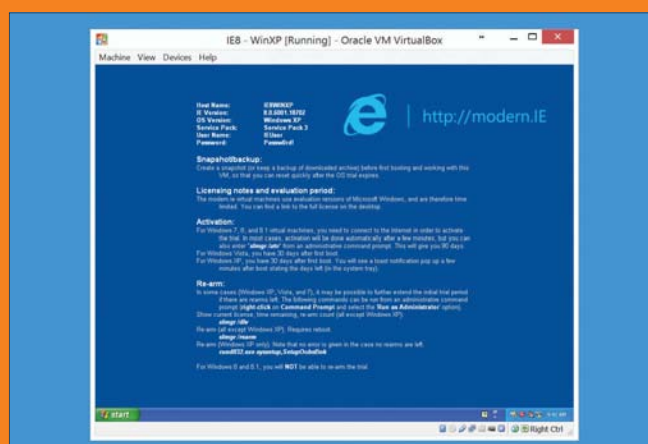 IE8 - WinXP [Running] - Oracle VM VirtualBox
Machine View Devices Help
Host Name: IE8WINXP
IE Version: 8.0.6001.18702
OS Version: Windows XP
Service Pack: Service Pack 3
User Name: IEUser
Password: Passw0rd!
http://modern.IE
Snapshot/backup:
Create a snapshot (or keep a backup of downloaded archive) before first booting and working with this
VM, so that you can reset quickly after the OS trial expires.
Licensing notes and evaluation period:
The modern.ie virtual machines use evaluation versions of Microsoft Windows, and are therefore time
limited. You can find a link to the full license on the desktop.
Activation:
For Windows 7, 8, and 8.1 virtual machines, you need to connect to the Internet in order to activate
the trial. In most cases, activation will be done automatically after a few minutes, but you can
also enter "slmgr /ato" from an administrative command prompt. This will give you 90 days.
For Windows Vista, you have 30 days after first boot.
For Windows XP, you have 30 days after first boot. You will see a toast notification pop up a few
minutes after boot stating the days left (in the system tray).
Re-arm:
In some cases (Windows XP, Vista, and 7), it may be possible to further extend the initial trial period
if there are rearms left. The following commands can be run from an administrative command
prompt (right-click on Command Prompt and select the 'Run as Administrator' option).
Show current license, time remaining, re-arm count (all except Windows XP):
slmgr /dlv
Re-arm (all except Windows XP). Requires reboot.
slmgr /rearm
Re-arm (Windows XP only). Note that no error is given in the case no rearms are left.
rundll32.exe syssetup,SetupOobeBnk
For Windows 8 and 8.1, you will NOT be able to re-arm the trial.
start
Right Ctrl